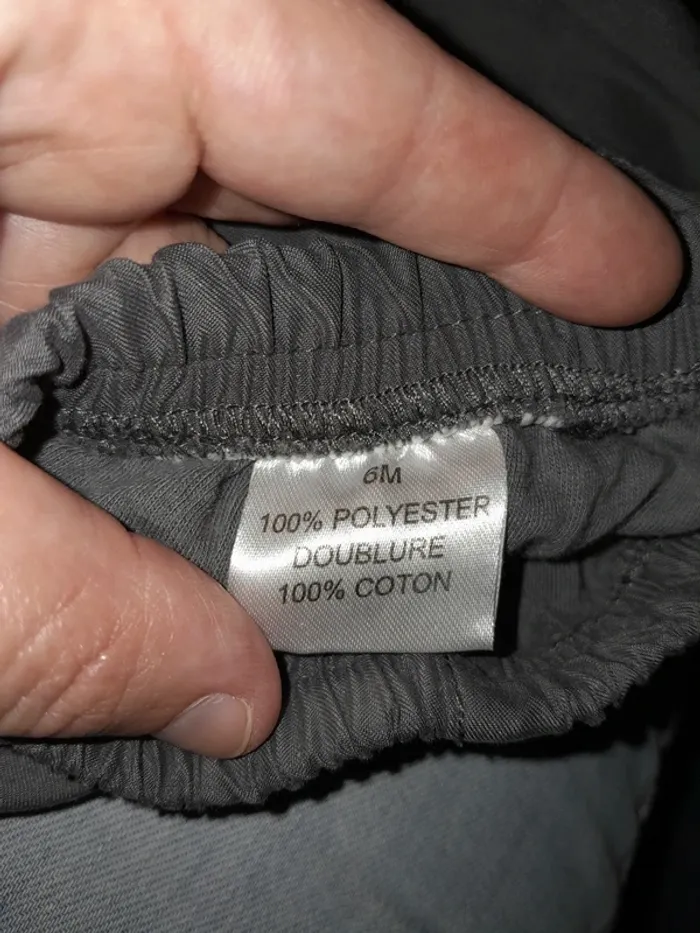 6M
100% POLYESTER
DOUBLURE
100% COTON